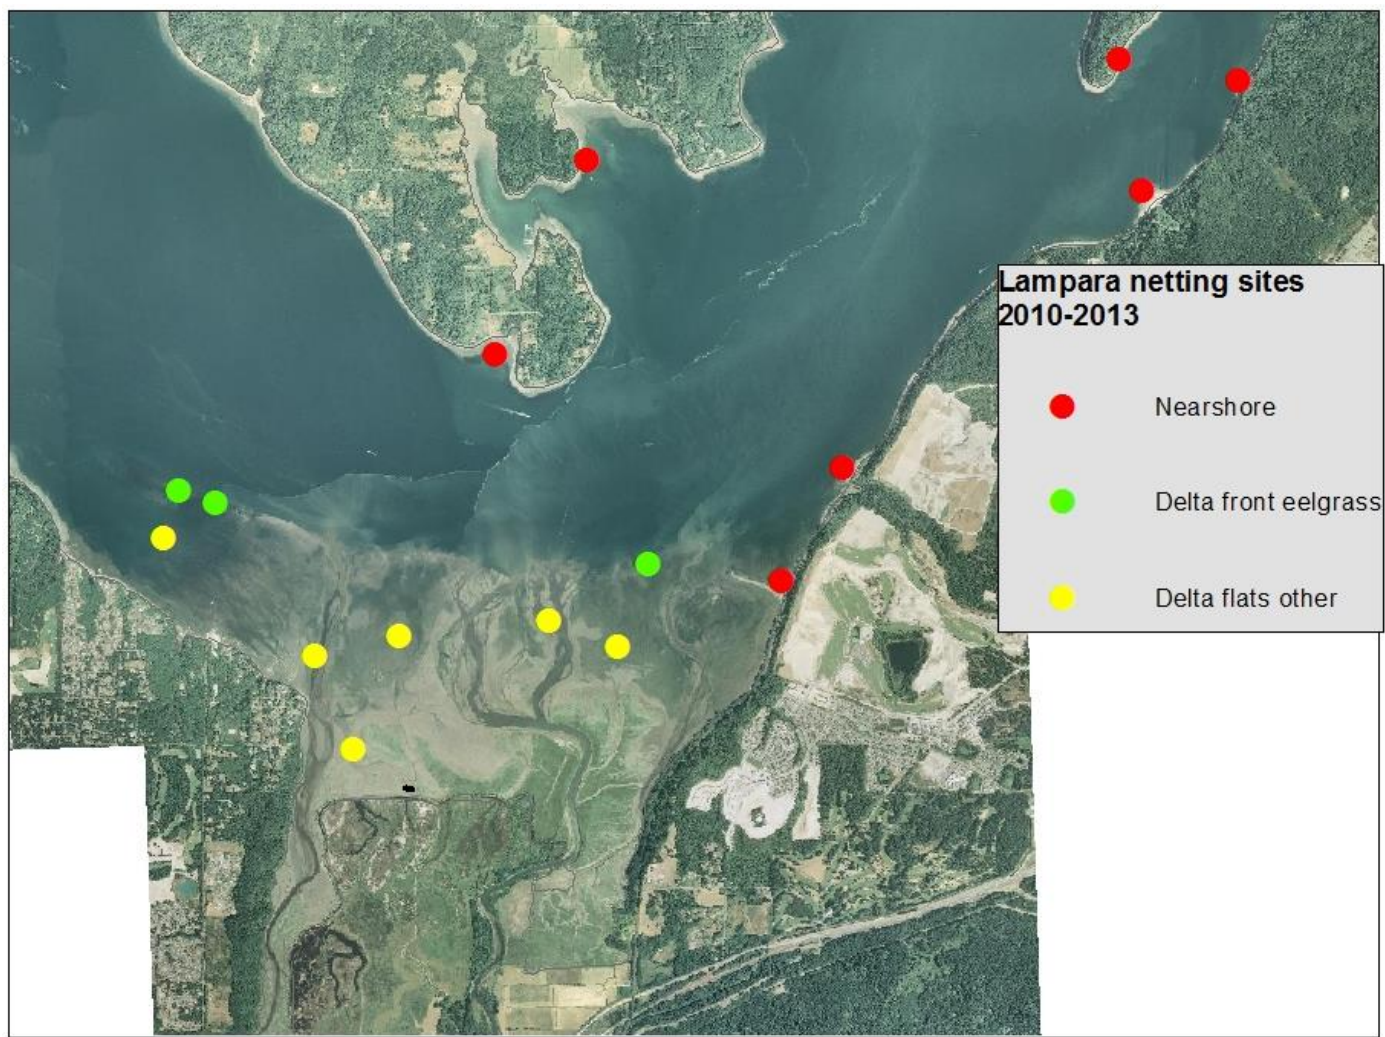 Lampara netting sites
2010-2013
Nearshore
Delta front eelgrass
Delta flats other